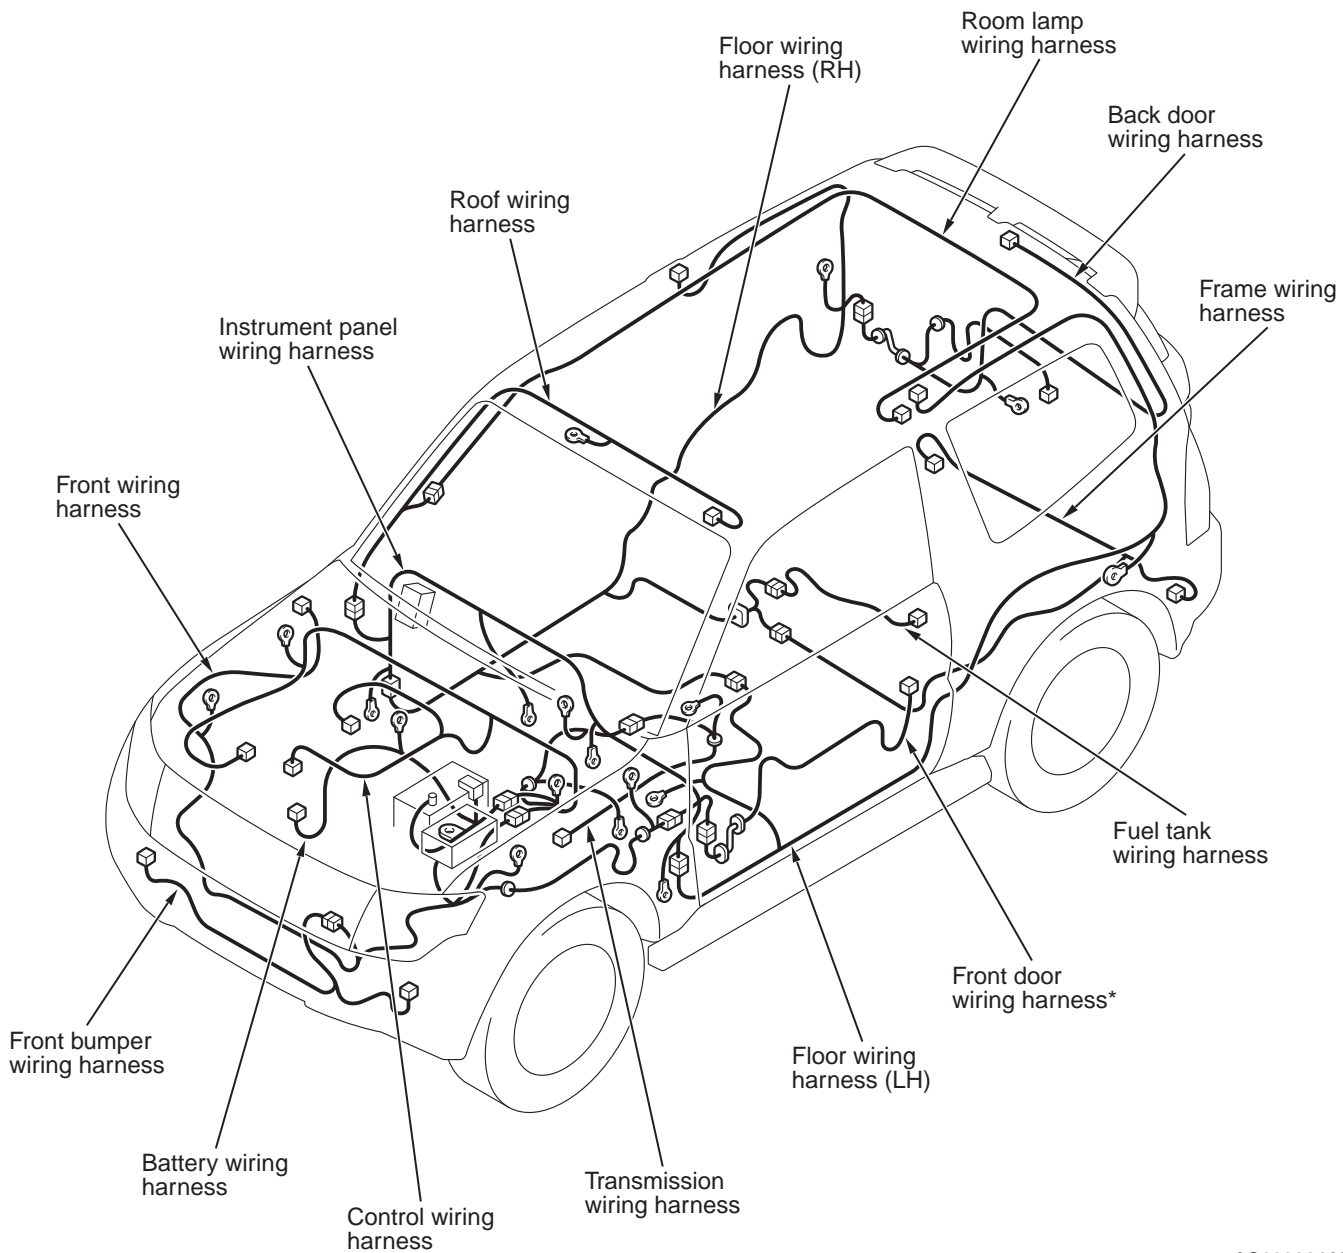 Room lamp
wiring harness
Floor wiring
harness (RH)
Back door
wiring harness
Roof wiring
harness
Frame wiring
harness
Instrument panel
wiring harness
Front wiring
harness
Fuel tank
wiring harness
Front door
wiring harness*
Front bumper
wiring harness
Floor wiring
harness (LH)
Battery wiring
harness
Transmission
wiring harness
Control wiring
harness